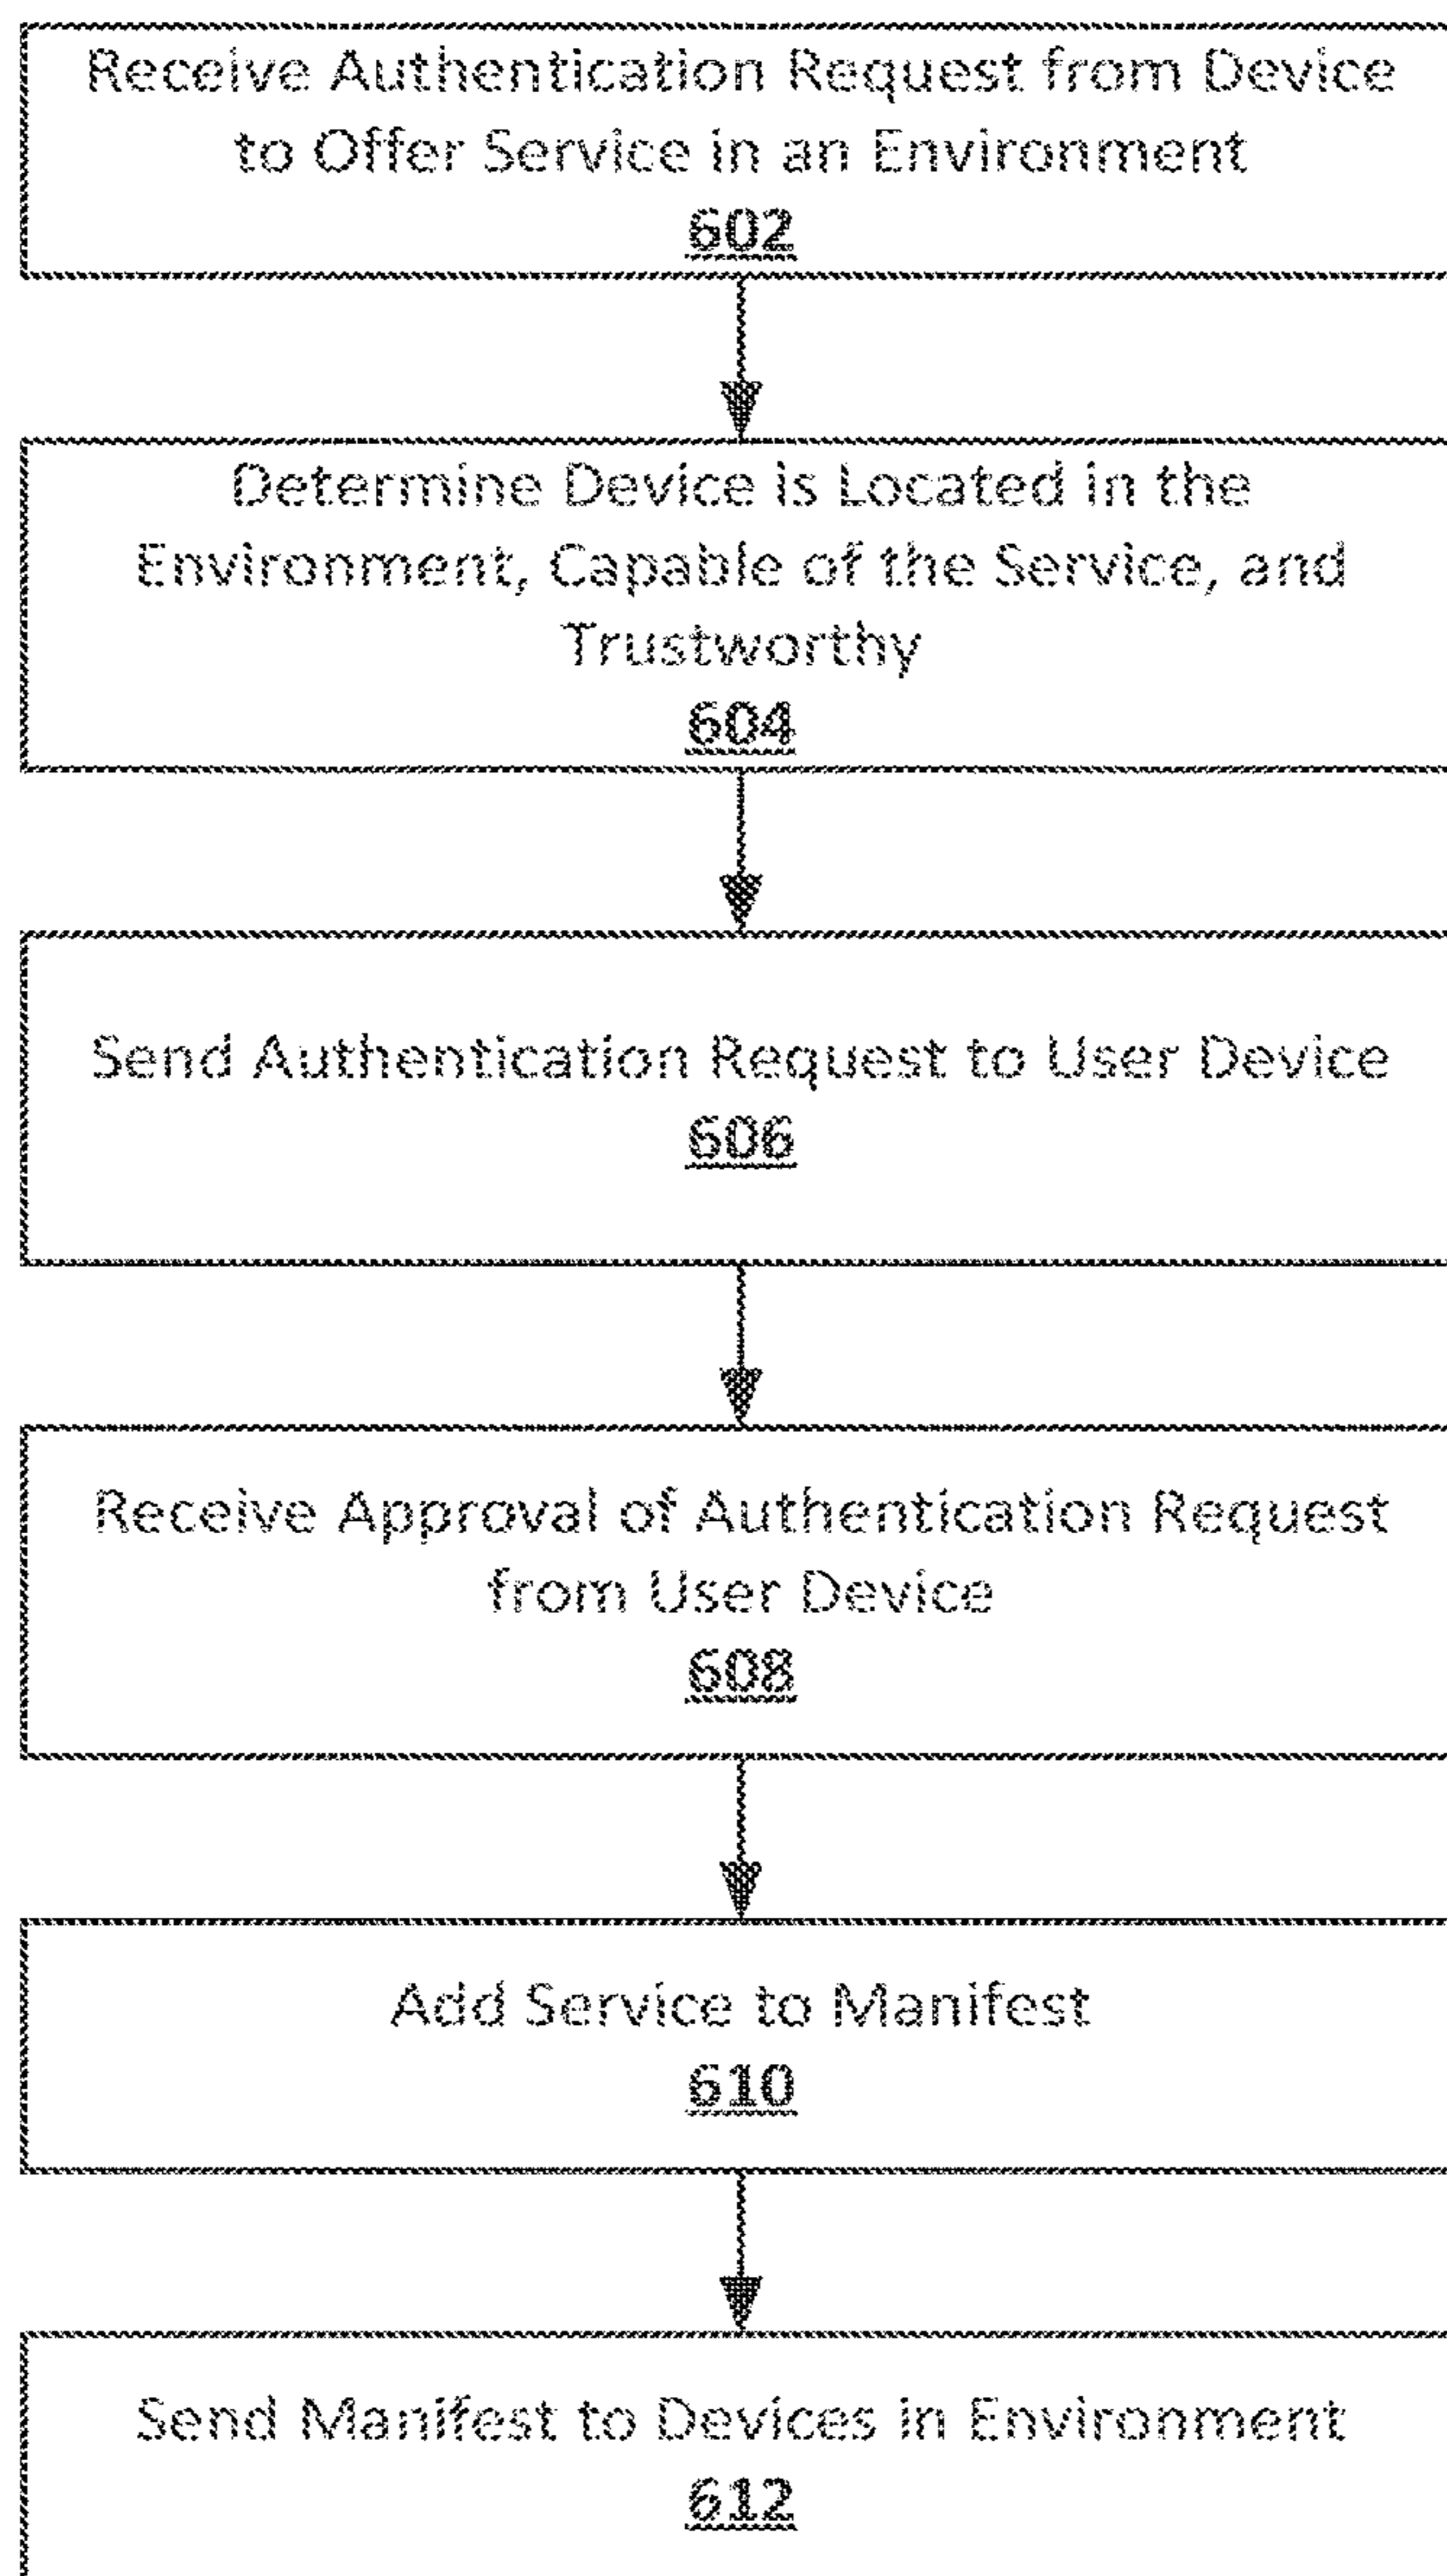 Receive Authentication Request from Device
to Offer Service in an Environment
602
Determine Device is Located in the
Environment, Capable of the Service, and
Trustworthy
604
Send Authentication Request to User Device
606
Receive Approval of Authentication Request
from User Device
608
Add Service to Manifest
610
Send Manifest to Devices in Environment
612